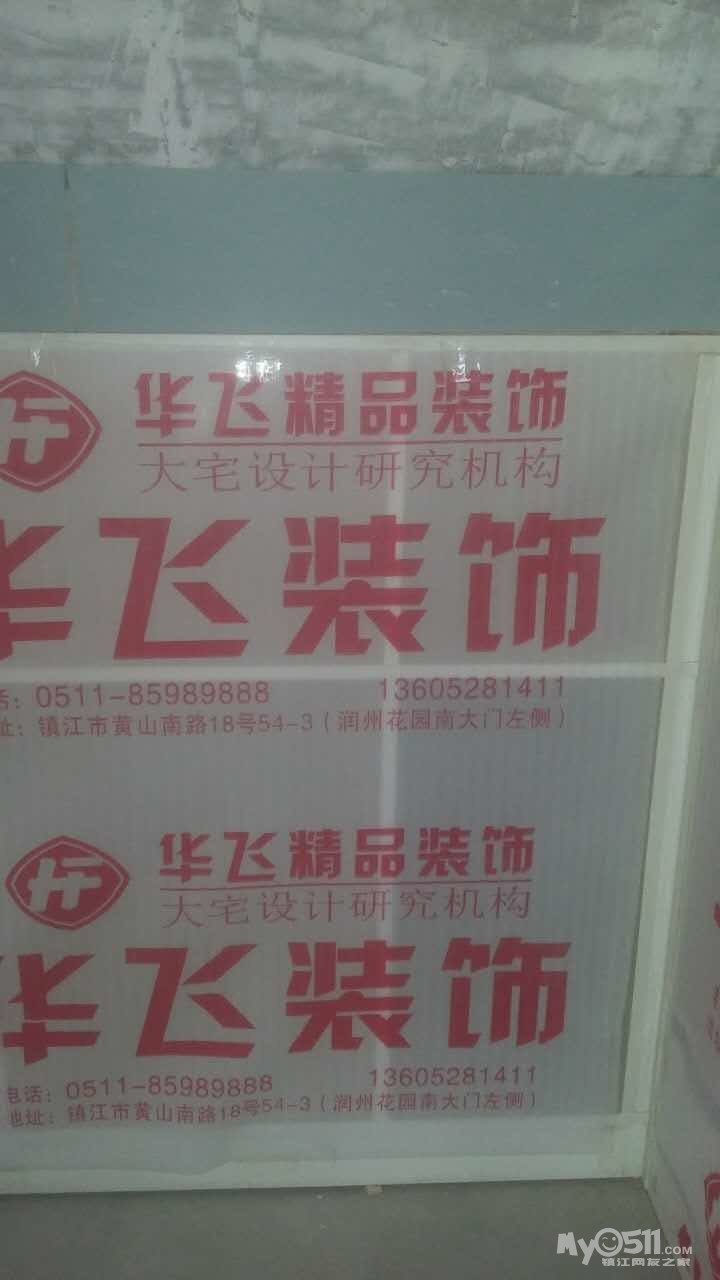 华飞精品装饰
大宅设计研究机构
华飞装饰
话：0511-85989888 13605281411
址：镇江市黄山南路18号54-3（润州花园南大门左侧）
华飞精品装饰
大宅设计研究机构
华飞装饰
电话：0511-85989888 13605281411
地址：镇江市黄山南路18号54-3（润州花园南大门左侧）
My0511.COM
镇江网友之家